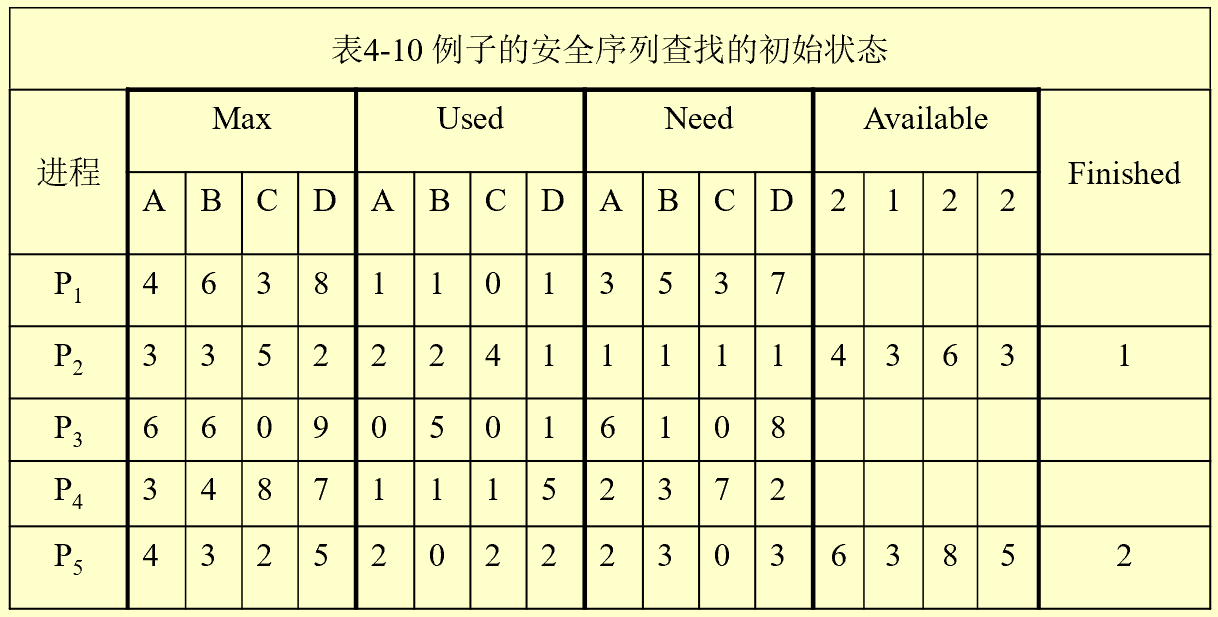 表4-10 例子的安全序列查找的初始状态
进程 Max Used Need Available Finished
A B C D A B C D A B C D 2 1 2 2
P1 4 6 3 8 1 1 0 1 3 5 3 7
P2 3 3 5 2 2 2 4 1 1 1 1 1 4 3 6 3 1
P3 6 6 0 9 0 5 0 1 6 1 0 8
P4 3 4 8 7 1 1 1 5 2 3 7 2
P5 4 3 2 5 2 0 2 2 2 3 0 3 6 3 8 5 2